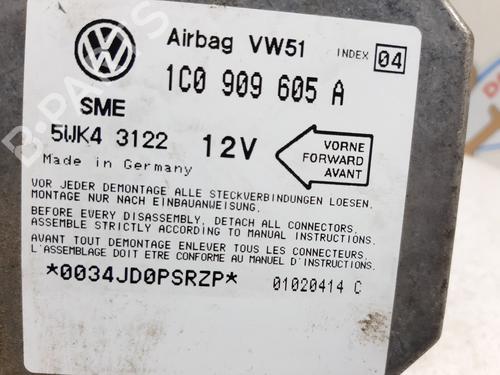 Airbag VW51 INDEX 04
1C0 909 605 A
SME
5WK4 3122 12V
VORNE
FORWARD
AVANT
Made in Germany
VOR JEDER DEMONTAGE ALLE STECKVERBINDUNGEN LOESEN.
MONTAGE NUR NACH EINBAUANWEISUNG.
BEFORE EVERY DISASSEMBLY, DETACH ALL CONNECTORS.
ASSEMBLE STRICTLY ACCORDING TO MANUAL INSTRUCTIONS.
AVANT TOUT DEMONTAGE ENLEVER TOUS LES CONNECTEURS.
L'ASSEMBLAGE DOIT ETRE CONFORME AU MANUEL D'INSTRUCTIONS.
*0034JD0PSRZP* 01020414 C